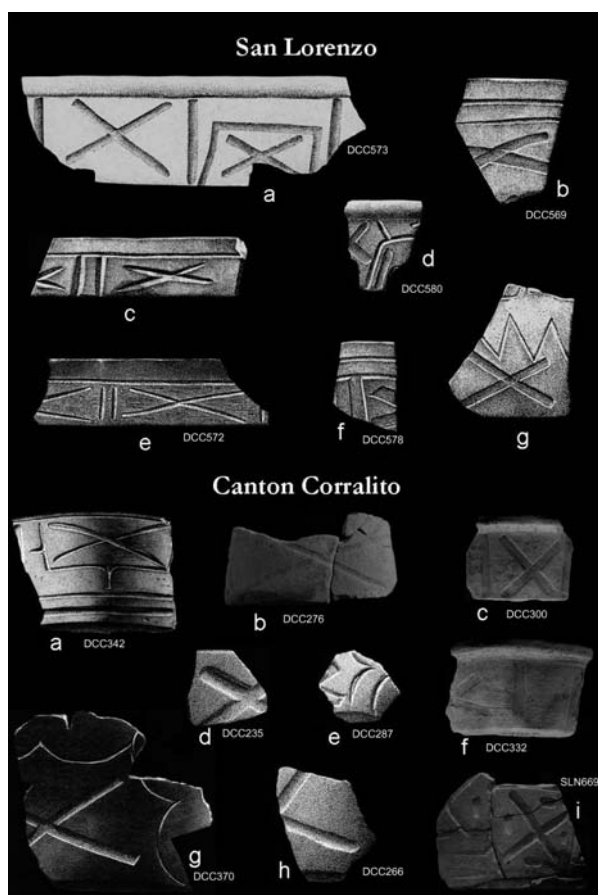 San Lorenzo
DCC573
a
b
DCC569
d
DCC580
c
e
DCC572
f
DCC578
g
Canton Corralito
a
DCC342
b
DCC276
c
DCC300
d
DCC235
e
DCC287
f
DCC332
g
DCC370
h
DCC266
SLN669
i